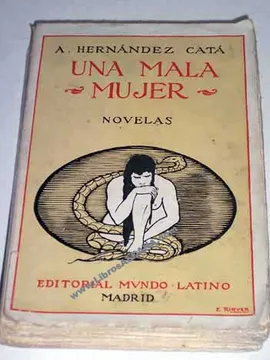 A. HERNÁNDEZ CATÁ
UNA MALA
MUJER
NOVELAS
EDITORIAL MVNDO LATINO
MADRID